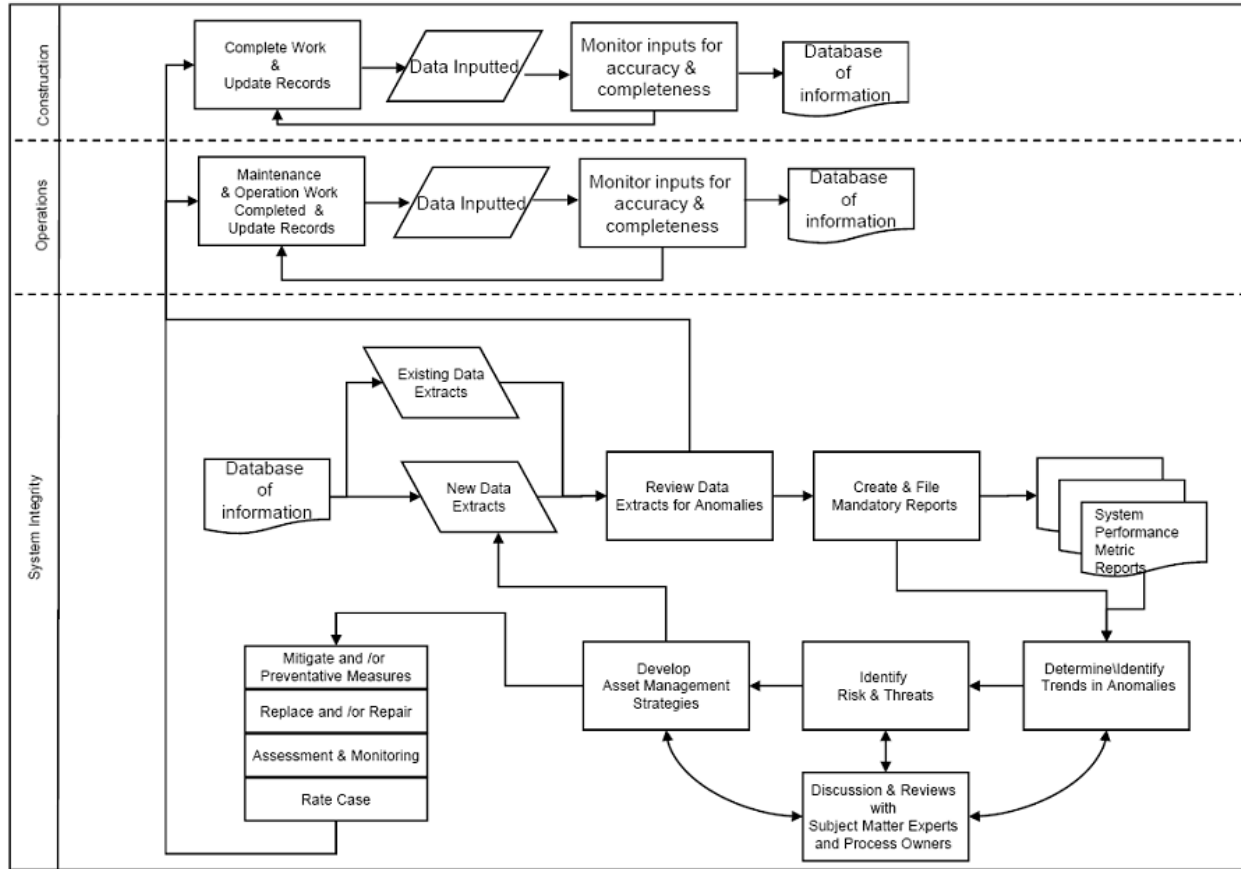 Construction
Complete Work
&
Update Records
Data Inputted
Monitor inputs for
accuracy &
completeness
Database
of
information
Operations
Maintenance
& Operation Work
Completed &
Update Records
Data Inputted
Monitor inputs for
accuracy &
completeness
Database
of
information
System Integrity
Existing Data
Extracts
Database
of
information
New Data
Extracts
Review Data
Extracts for Anomalies
Create & File
Mandatory Reports
System
Performance
Metric
Reports
Mitigate and /or
Preventative Measures
Replace and /or Repair
Assessment & Monitoring
Rate Case
Develop
Asset Management
Strategies
Identify
Risk & Threats
Determine\Identify
Trends in Anomalies
Discussion & Reviews
with
Subject Matter Experts
and Process Owners